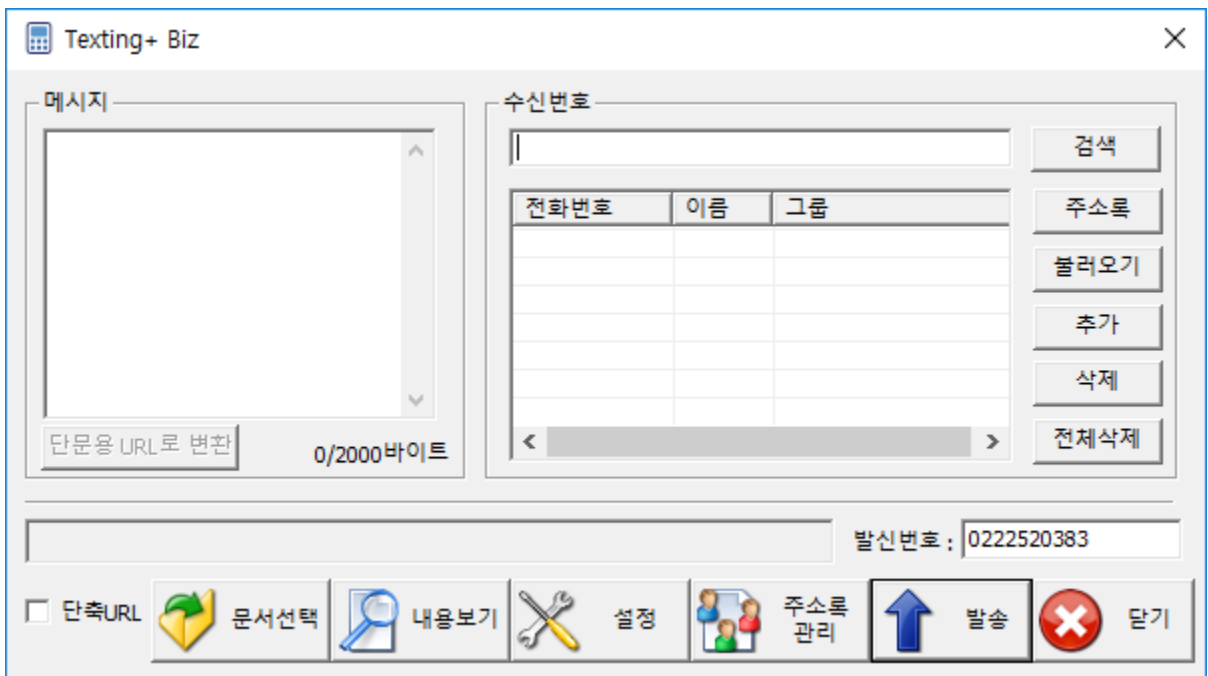 Texting+ Biz
메시지
수신번호
검색
전화번호 이름 그룹
주소록
불러오기
추가
삭제
전체삭제
단문용 URL로 변환
0/2000바이트
발신번호 : 0222520383
단축URL
문서선택
내용보기
설정
주소록
관리
발송
닫기